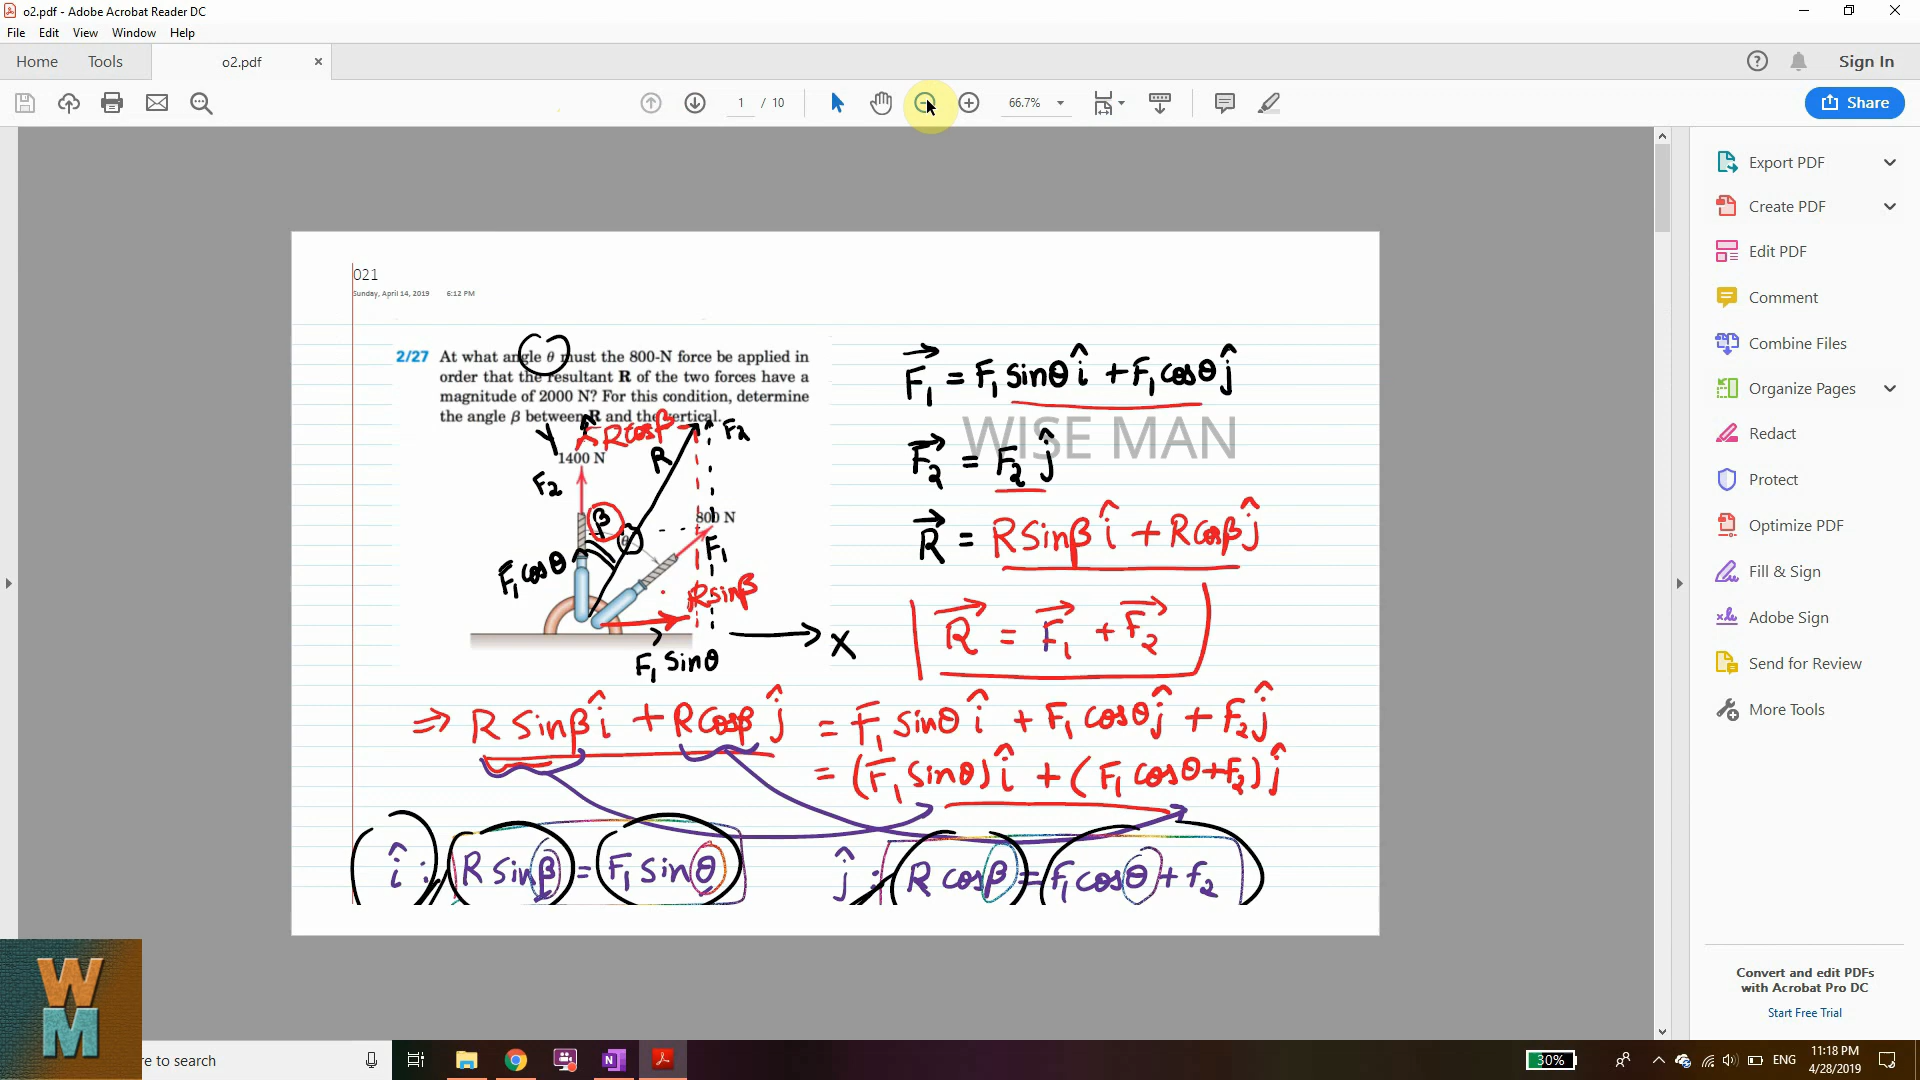 o2.pdf - Adobe Acrobat Reader DC
File Edit View Window Help
Home Tools o2.pdf × Sign In
1 / 10 66.7% Share
Export PDF
Create PDF
Edit PDF
Comment
Combine Files
Organize Pages
Redact
Protect
Optimize PDF
Fill & Sign
Adobe Sign
Send for Review
More Tools
Convert and edit PDFs
with Acrobat Pro DC
Start Free Trial
021
Sunday, April 14, 2019 6:12 PM
2/27 At what angle θ must the 800-N force be applied in
order that the resultant R of the two forces have a
magnitude of 2000 N? For this condition, determine
the angle β between R and the vertical.
Y R cosβ F₂
1400 N R
F₂
β 800 N
θ F₁
F₁ cosθ
R sinβ
X
F₁ sinθ
F₁ = F₁ sinθ î + F₁ cosθ ĵ
WISE MAN
F₂ = F₂ ĵ
R = R sinβ î + R cosβ ĵ
R = F₁ + F₂
⇒ R sinβ î + R cosβ ĵ = F₁ sinθ î + F₁ cosθ ĵ + F₂ ĵ
= (F₁ sinθ) î + (F₁ cosθ + F₂) ĵ
î : R sinβ = F₁ sinθ ĵ : R cosβ = f₁ cosθ + f₂
WM
re to search
30% ENG 11:18 PM
4/28/2019